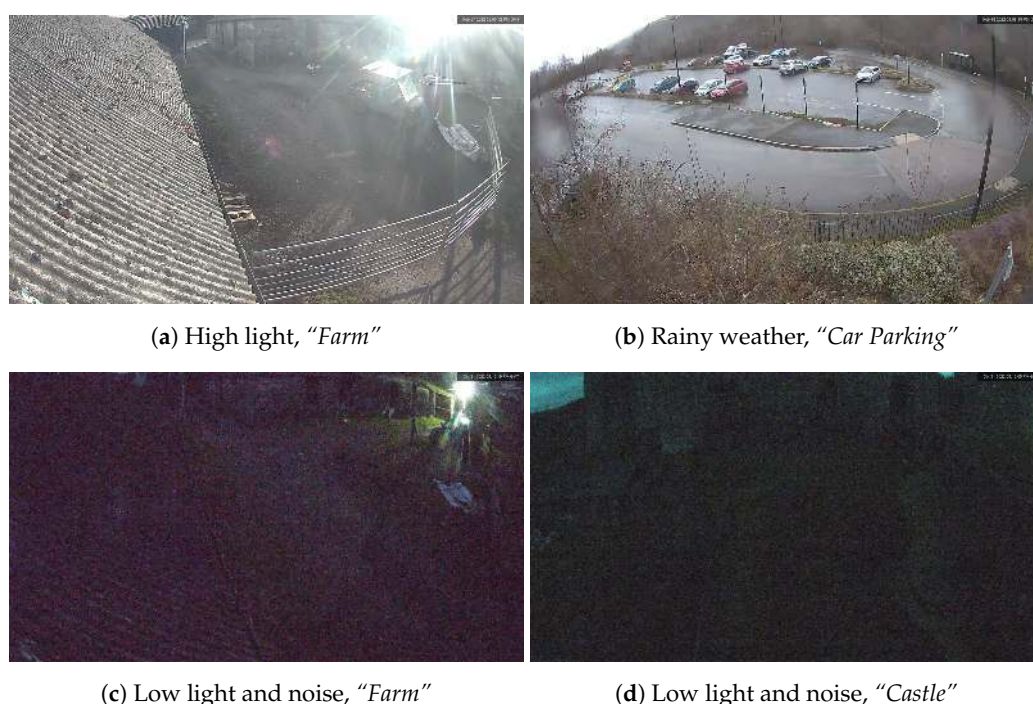 (a) High light, “Farm”
(b) Rainy weather, “Car Parking”
(c) Low light and noise, “Farm”
(d) Low light and noise, “Castle”